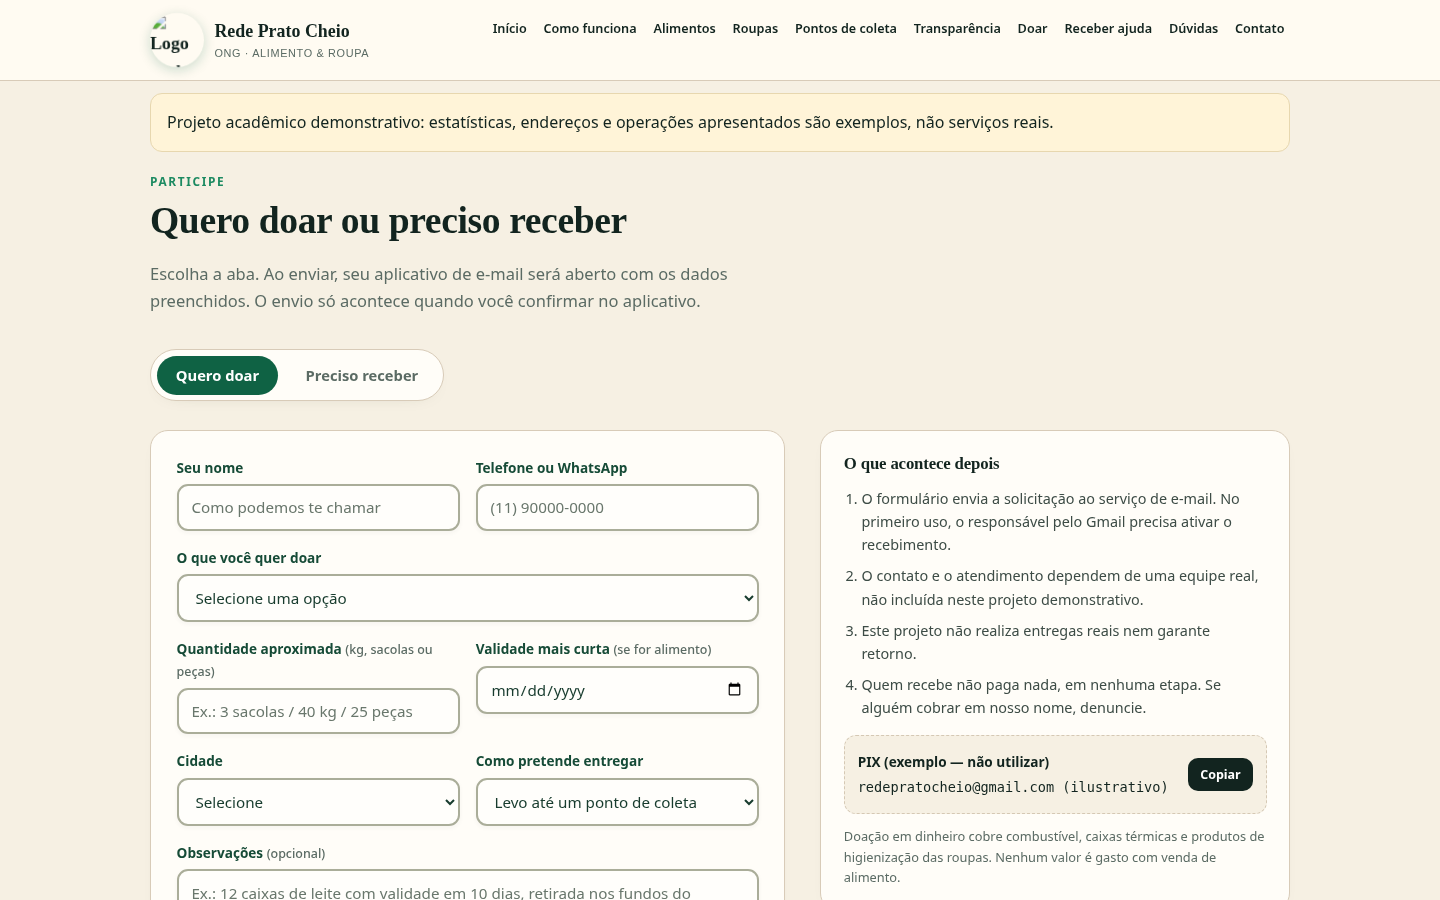 Logo
Rede Prato Cheio
ONG · ALIMENTO & ROUPA
Início
Como funciona
Alimentos
Roupas
Pontos de coleta
Transparência
Doar
Receber ajuda
Dúvidas
Contato
Projeto acadêmico demonstrativo: estatísticas, endereços e operações apresentados são exemplos, não serviços reais.
PARTICIPE
Quero doar ou preciso receber
Escolha a aba. Ao enviar, seu aplicativo de e-mail será aberto com os dados
preenchidos. O envio só acontece quando você confirmar no aplicativo.
Quero doar
Preciso receber
Seu nome
Como podemos te chamar
Telefone ou WhatsApp
(11) 90000-0000
O que você quer doar
Selecione uma opção
Quantidade aproximada (kg, sacolas ou
peças)
Ex.: 3 sacolas / 40 kg / 25 peças
Validade mais curta (se for alimento)
mm/dd/yyyy
Cidade
Selecione
Como pretende entregar
Levo até um ponto de coleta
Observações (opcional)
Ex.: 12 caixas de leite com validade em 10 dias, retirada nos fundos do
O que acontece depois
1. O formulário envia a solicitação ao serviço de e-mail. No
primeiro uso, o responsável pelo Gmail precisa ativar o
recebimento.
2. O contato e o atendimento dependem de uma equipe real,
não incluída neste projeto demonstrativo.
3. Este projeto não realiza entregas reais nem garante
retorno.
4. Quem recebe não paga nada, em nenhuma etapa. Se
alguém cobrar em nosso nome, denuncie.
PIX (exemplo — não utilizar)
redepratocheio@gmail.com (ilustrativo)
Copiar
Doação em dinheiro cobre combustível, caixas térmicas e produtos de
higienização das roupas. Nenhum valor é gasto com venda de
alimento.